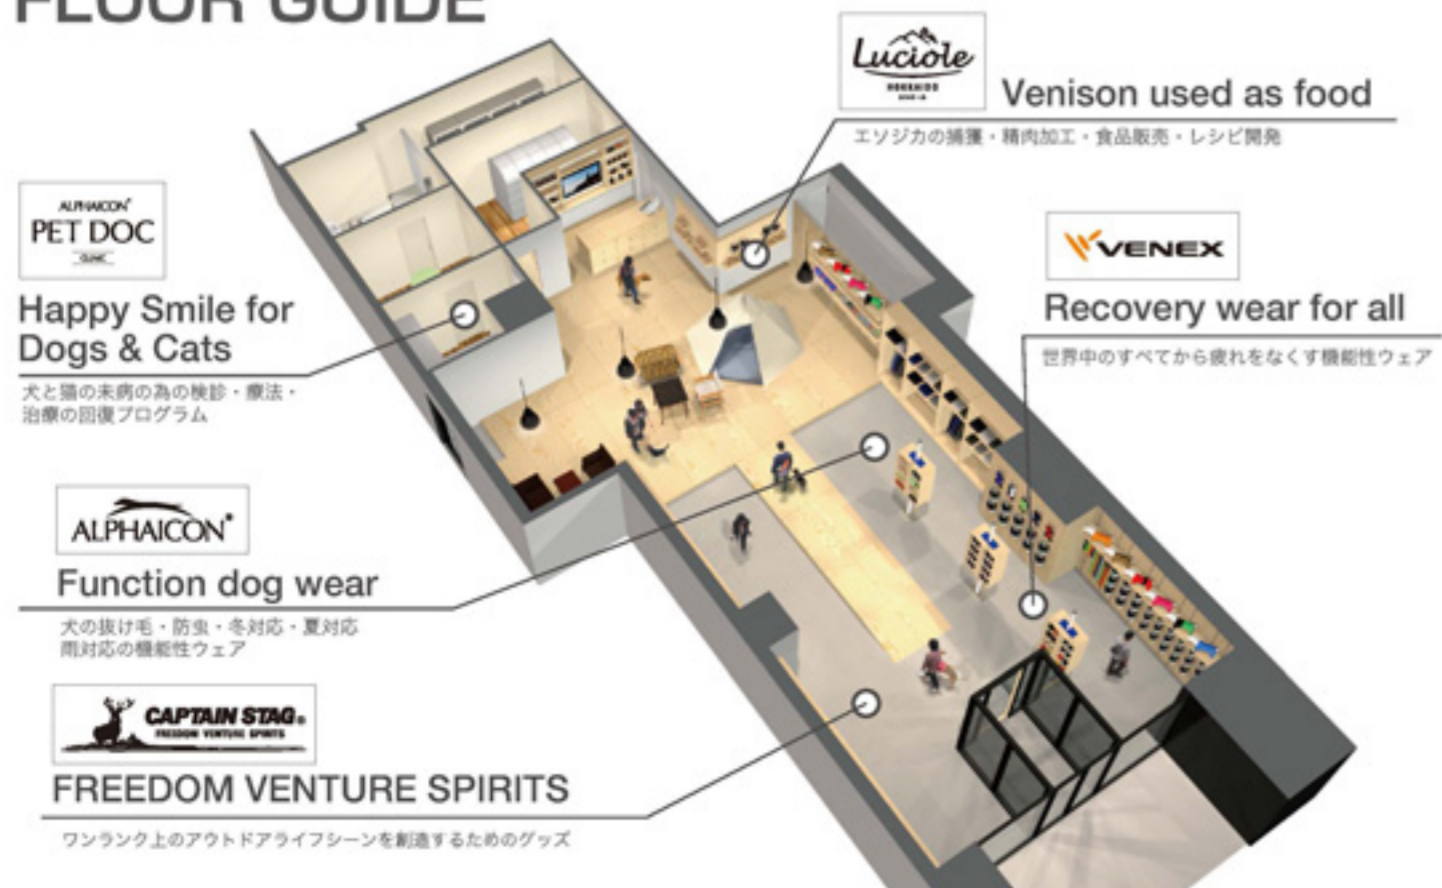 FLOOR GUIDE
Luciole
HOKKAIDO
Venison used as food
エゾシカの捕獲・精肉加工・食品販売・レシピ開発
ALPHAICON
PET DOC
CLINIC
Happy Smile for
Dogs & Cats
犬と猫の未病の為の検診・療法・
治療の回復プログラム
VENEX
Recovery wear for all
世界中のすべてから疲れをなくす機能性ウェア
ALPHAICON
Function dog wear
犬の抜け毛・防虫・冬対応・夏対応
雨対応の機能性ウェア
CAPTAIN STAG®
FREEDOM VENTURE SPIRITS
FREEDOM VENTURE SPIRITS
ワンランク上のアウトドアライフシーンを創造するためのグッズ